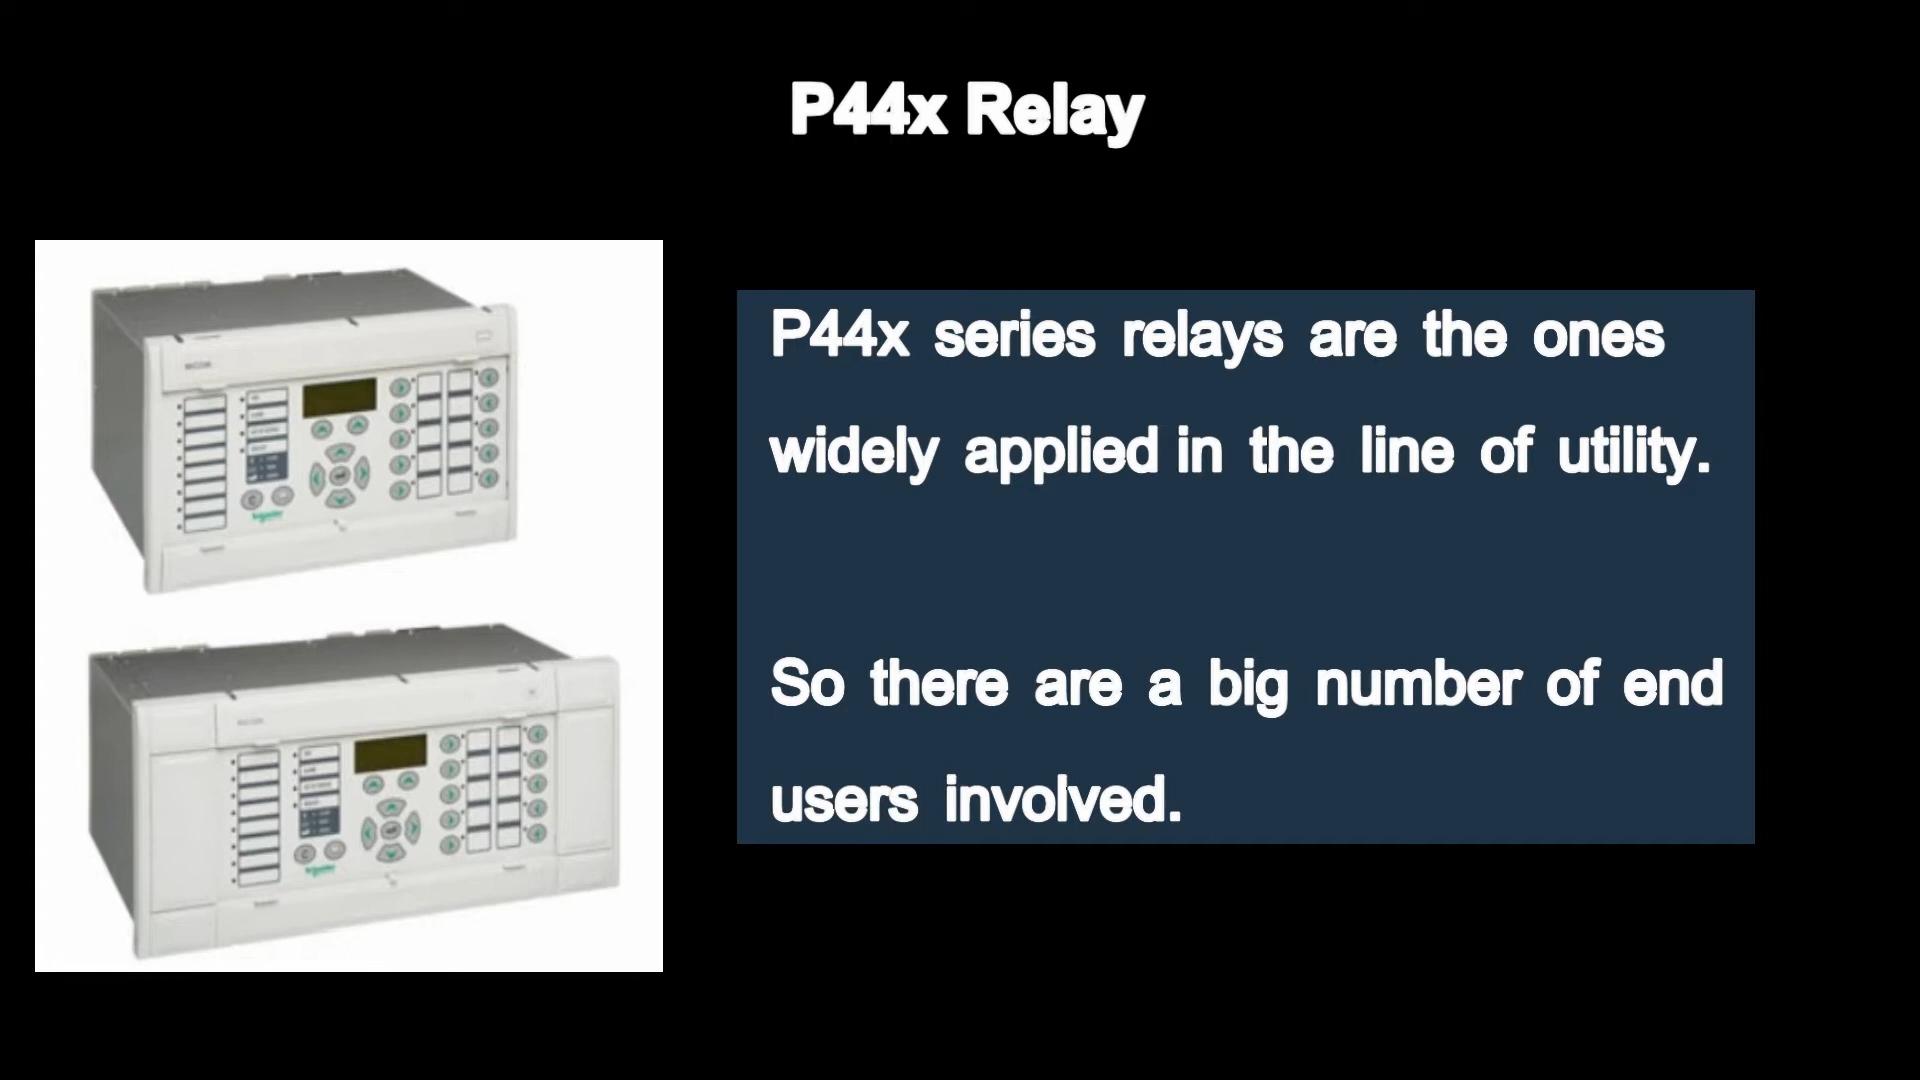 P44x Relay
P44x series relays are the ones
widely applied in the line of utility.
So there are a big number of end
users involved.